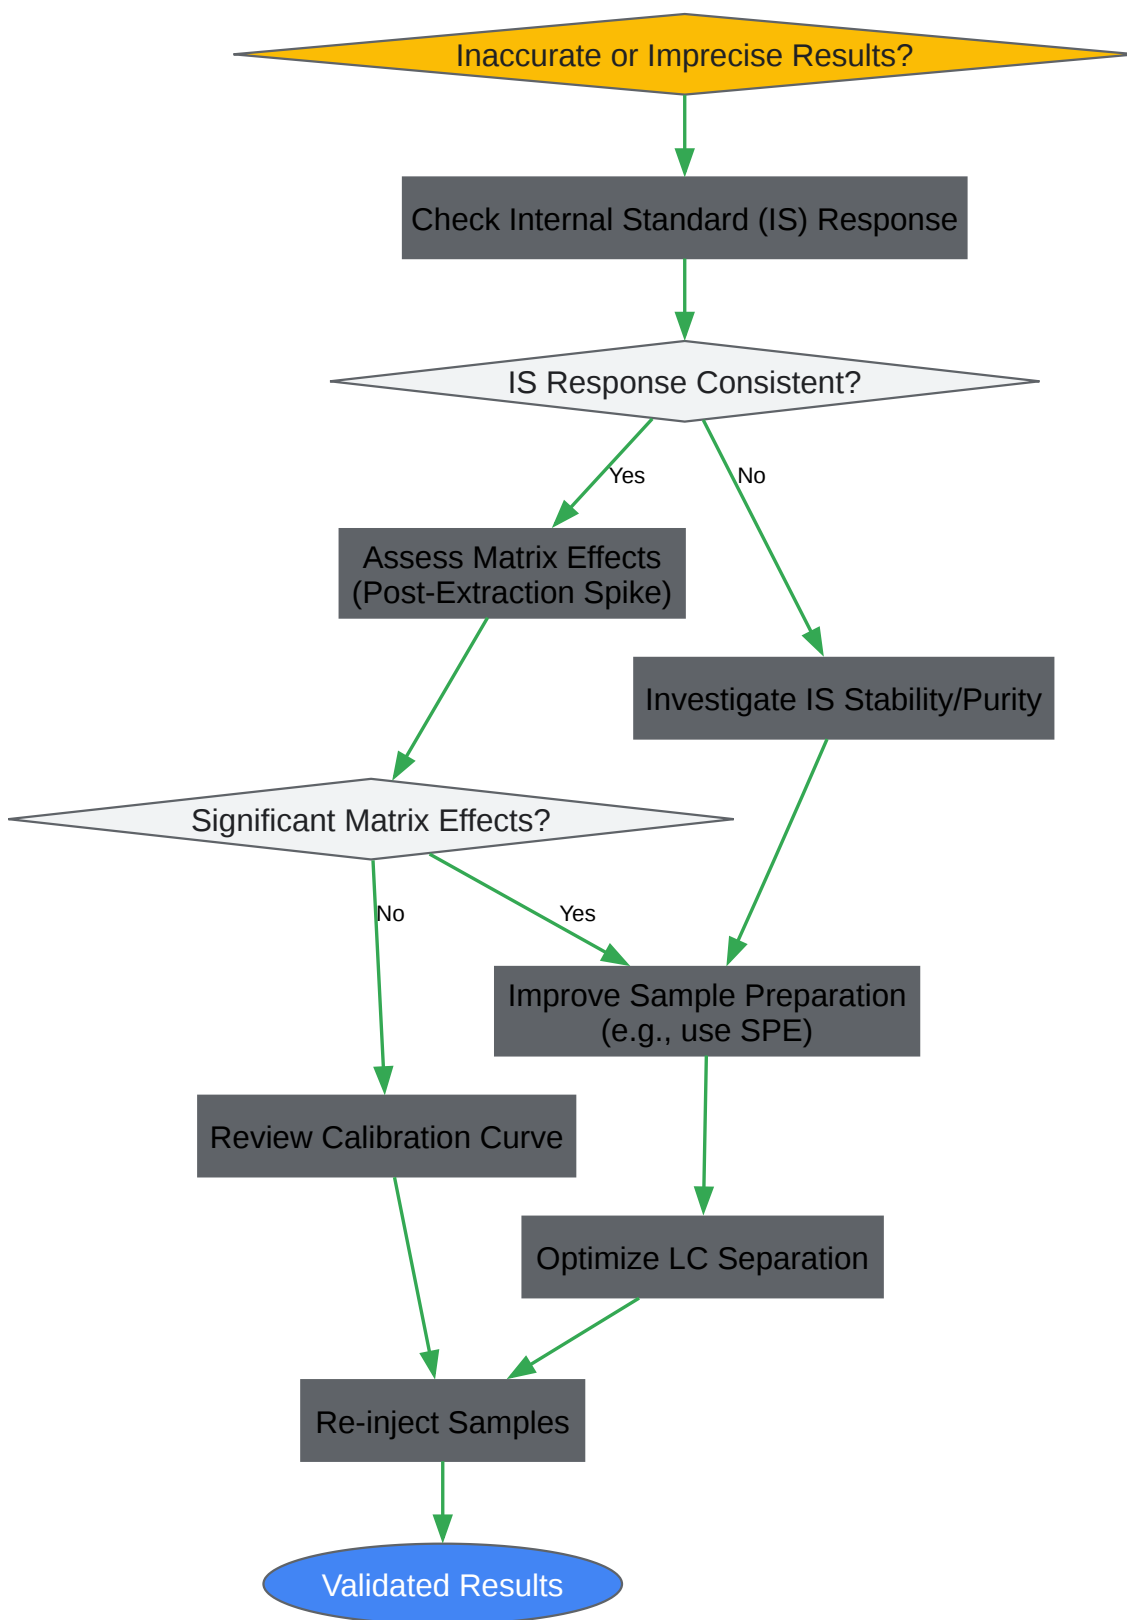 Inaccurate or Imprecise Results?
Check Internal Standard (IS) Response
IS Response Consistent?
Yes
No
Assess Matrix Effects
(Post-Extraction Spike)
Investigate IS Stability/Purity
Significant Matrix Effects?
No
Yes
Improve Sample Preparation
(e.g., use SPE)
Review Calibration Curve
Optimize LC Separation
Re-inject Samples
Validated Results